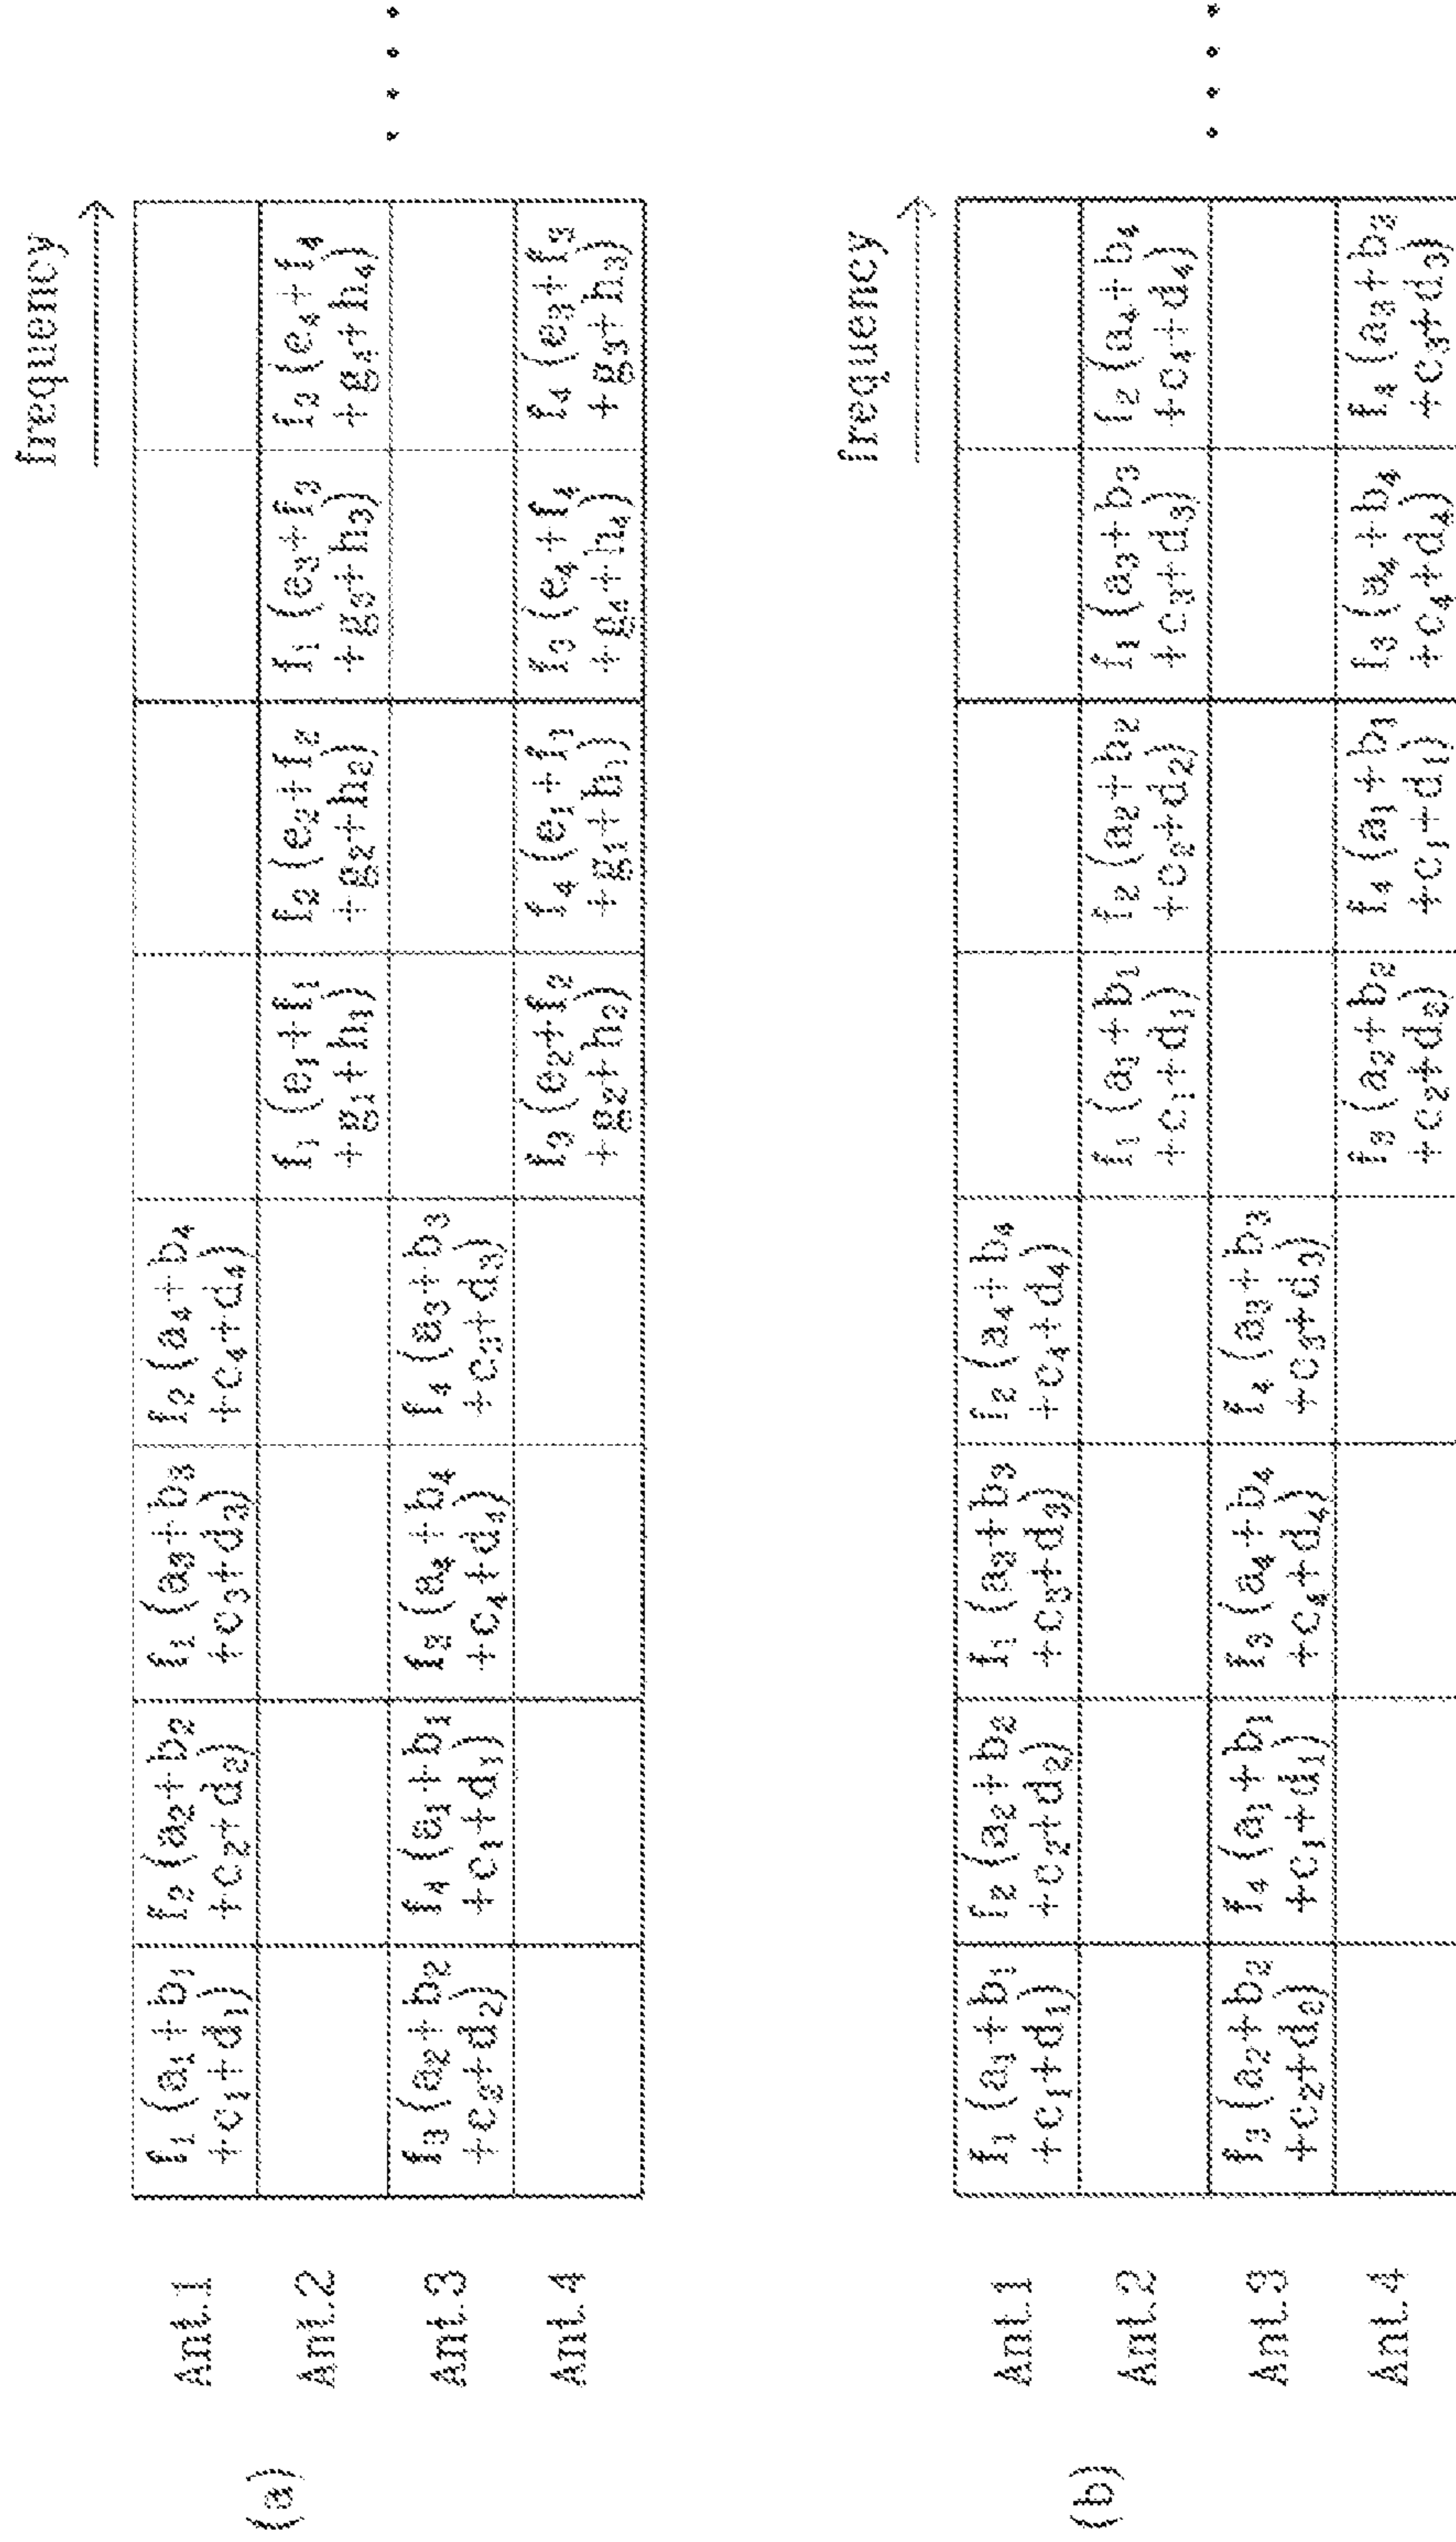 frequency
(a)
Ant.1
f₁ (a₁+b₁
+c₁+d₁)
f₂ (a₂+b₂
+c₂+d₂)
f₁ (a₃+b₃
+c₃+d₃)
f₂ (a₄+b₄
+c₄+d₄)
Ant.2
f₁ (e₁+f₁
+g₁+h₁)
f₂ (e₂+f₂
+g₂+h₂)
f₁ (e₃+f₃
+g₃+h₃)
f₂ (e₄+f₄
+g₄+h₄)
Ant.3
f₃ (a₂+b₂
+c₂+d₂)
f₄ (a₁+b₁
+c₁+d₁)
f₃ (a₄+b₄
+c₄+d₄)
f₄ (a₃+b₃
+c₃+d₃)
Ant.4
f₃ (e₂+f₂
+g₂+h₂)
f₄ (e₁+f₁
+g₁+h₁)
f₃ (e₄+f₄
+g₄+h₄)
f₄ (e₃+f₃
+g₃+h₃)
frequency
(b)
Ant.1
f₁ (a₁+b₁
+c₁+d₁)
f₂ (a₂+b₂
+c₂+d₂)
f₁ (a₃+b₃
+c₃+d₃)
f₂ (a₄+b₄
+c₄+d₄)
Ant.2
f₁ (a₁+b₁
+c₁+d₁)
f₂ (a₂+b₂
+c₂+d₂)
f₁ (a₃+b₃
+c₃+d₃)
f₂ (a₄+b₄
+c₄+d₄)
Ant.3
f₃ (a₂+b₂
+c₂+d₂)
f₄ (a₁+b₁
+c₁+d₁)
f₃ (a₄+b₄
+c₄+d₄)
f₄ (a₃+b₃
+c₃+d₃)
Ant.4
f₃ (a₂+b₂
+c₂+d₂)
f₄ (a₁+b₁
+c₁+d₁)
f₃ (a₄+b₄
+c₄+d₄)
f₄ (a₃+b₃
+c₃+d₃)